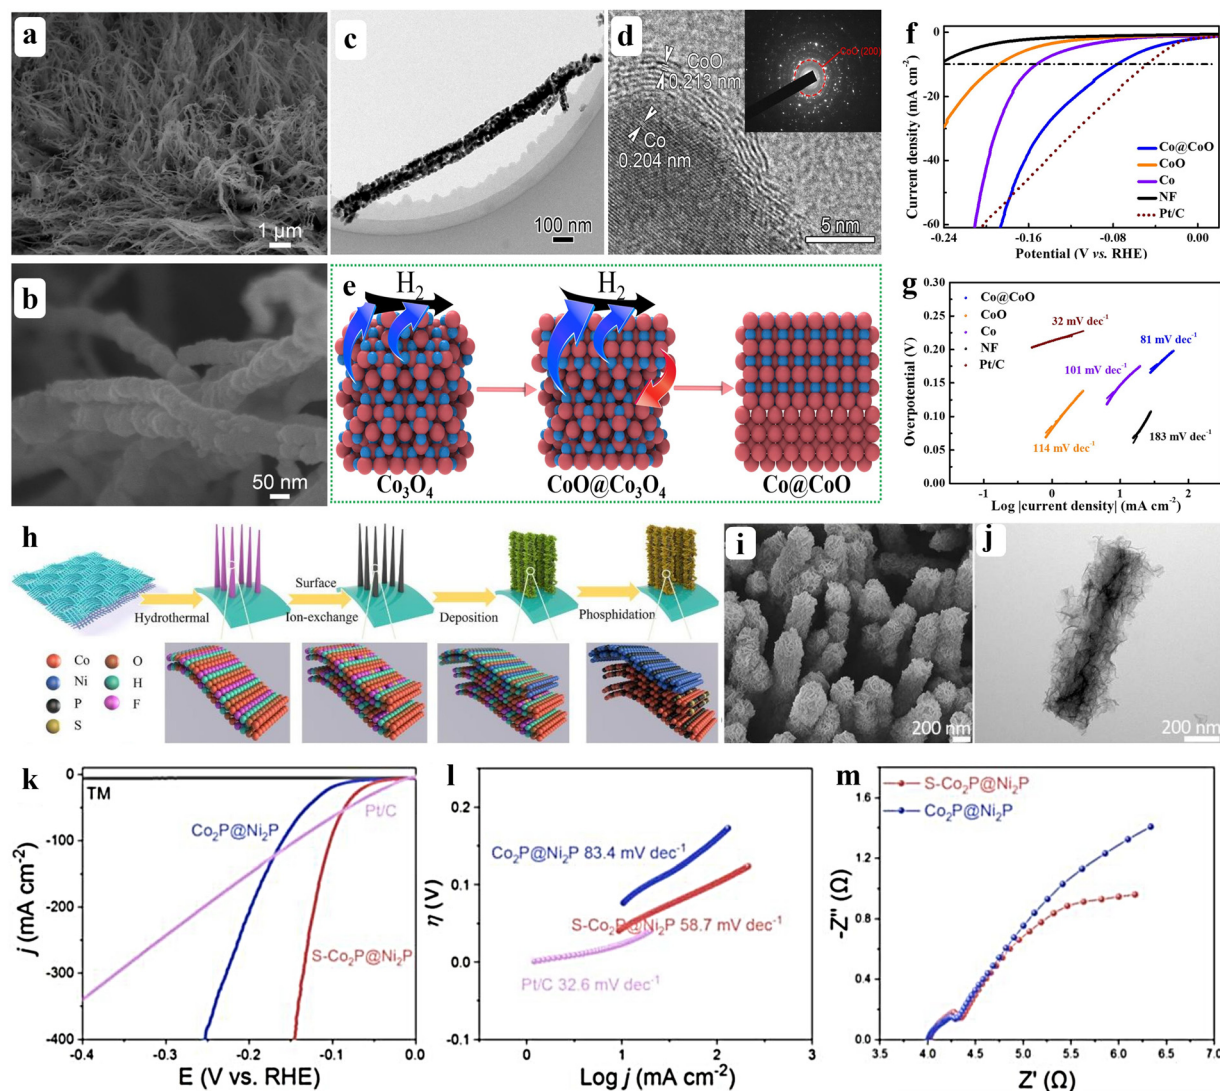 a
1 μm
b
50 nm
c
100 nm
d
CoO
0.213 nm
Co
0.204 nm
CoO (200)
5 nm
e
H₂
H₂
Co₃O₄
CoO@Co₃O₄
Co@CoO
f
Current density (mA cm⁻²)
0
-20
-40
-60
Co@CoO
CoO
Co
NF
Pt/C
-0.24
-0.16
-0.08
0.00
Potential (V vs. RHE)
g
Overpotential (V)
0.30
0.25
0.20
0.15
0.10
0.05
0.00
Co@CoO
CoO
Co
NF
Pt/C
32 mV dec⁻¹
81 mV dec⁻¹
101 mV dec⁻¹
114 mV dec⁻¹
183 mV dec⁻¹
-1
0
1
2
Log |current density| (mA cm⁻²)
h
Hydrothermal
Surface
Ion-exchange
Deposition
Phosphidation
Co
O
Ni
H
P
F
S
i
200 nm
j
200 nm
k
j (mA cm⁻²)
0
-100
-200
-300
-400
TM
Co₂P@Ni₂P
Pt/C
S-Co₂P@Ni₂P
-0.4
-0.3
-0.2
-0.1
0.0
E (V vs. RHE)
l
η (V)
0.2
0.1
0.0
-0.1
Co₂P@Ni₂P 83.4 mV dec⁻¹
S-Co₂P@Ni₂P 58.7 mV dec⁻¹
Pt/C 32.6 mV dec⁻¹
-1
0
1
2
3
Log j (mA cm⁻²)
m
-Z'' (Ω)
2.7
1.8
0.9
0.0
S-Co₂P@Ni₂P
Co₂P@Ni₂P
3.5
4.0
4.5
5.0
5.5
6.0
6.5
7.0
Z' (Ω)